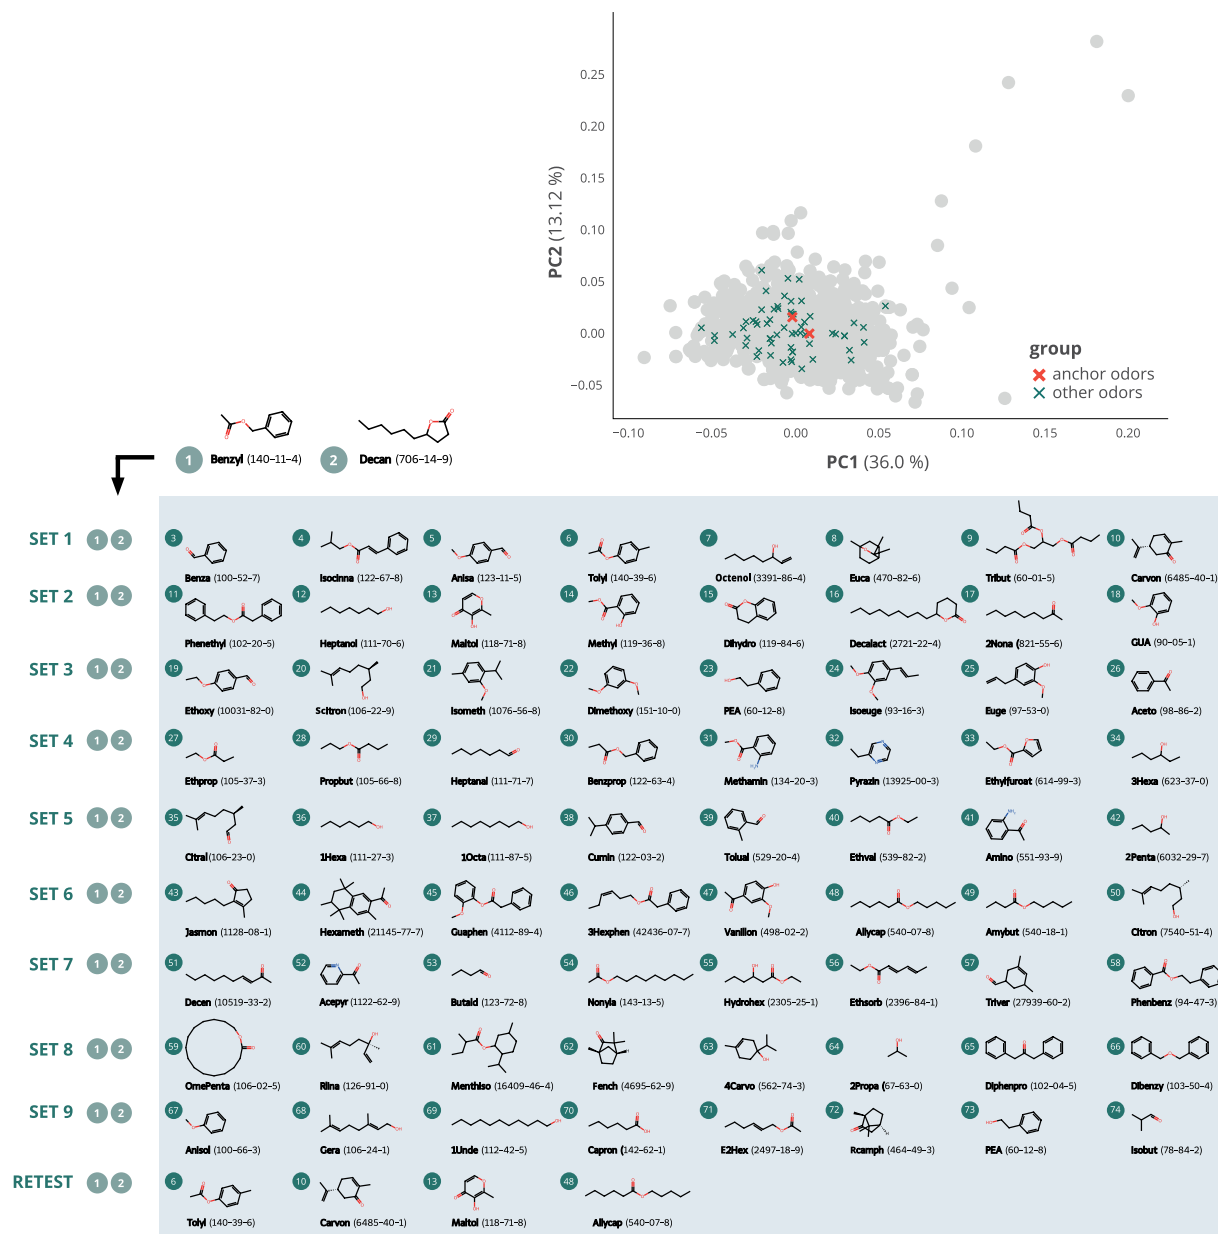 0.25
0.20
0.15
0.10
0.05
0.00
−0.05
PC2 (13.12 %)
group
anchor odors
other odors
−0.10 −0.05 0.00 0.05 0.10 0.15 0.20
PC1 (36.0 %)
1 Benzyl (140-11-4) 2 Decan (706-14-9)
SET 1 1 2 3 4 5 6 7 8 9 10
Benza (100-52-7) Isocinna (122-67-8) Anisa (123-11-5) Tolyl (140-39-6) Octenol (3391-86-4) Euca (470-82-6) Tribut (60-01-5) Carvon (6485-40-1)
SET 2 1 2 11 12 13 14 15 16 17 18
Phenethyl (102-20-5) Heptanol (111-70-6) Maltol (118-71-8) Methyl (119-36-8) Dihydro (119-84-6) Decalact (2721-22-4) 2Nona (821-55-6) GUA (90-05-1)
SET 3 1 2 19 20 21 22 23 24 25 26
Ethoxy (10031-82-0) Scitron (106-22-9) Isometh (1076-56-8) Dimethoxy (151-10-0) PEA (60-12-8) Isoeuge (93-16-3) Euge (97-53-0) Aceto (98-86-2)
SET 4 1 2 27 28 29 30 31 32 33 34
Ethprop (105-37-3) Propbut (105-66-8) Heptanal (111-71-7) Benzprop (122-63-4) Methamin (134-20-3) Pyrazin (13925-00-3) Ethylfuroat (614-99-3) 3Hexa (623-37-0)
SET 5 1 2 35 36 37 38 39 40 41 42
Citral (106-23-0) 1Hexa (111-27-3) 1Octa (111-87-5) Cumin (122-03-2) Tolual (529-20-4) Ethval (539-82-2) Amino (551-93-9) 2Penta (6032-29-7)
SET 6 1 2 43 44 45 46 47 48 49 50
Jasmon (1128-08-1) Hexameth (21145-77-7) Guaphen (4112-89-4) 3Hexphen (42436-07-7) Vanillon (498-02-2) Allycap (540-07-8) Amybut (540-18-1) Citron (7540-51-4)
SET 7 1 2 51 52 53 54 55 56 57 58
Decen (10519-33-2) Acepyr (1122-62-9) Butald (123-72-8) Nonyla (143-13-5) Hydrohex (2305-25-1) Ethsorb (2396-84-1) Triver (27939-60-2) Phenbenz (94-47-3)
SET 8 1 2 59 60 61 62 63 64 65 66
OmePenta (106-02-5) Rlina (126-91-0) Menthiso (16409-46-4) Fench (4695-62-9) 4Carvo (562-74-3) 2Propa (67-63-0) Diphenpro (102-04-5) Dibenzy (103-50-4)
SET 9 1 2 67 68 69 70 71 72 73 74
Anisol (100-66-3) Gera (106-24-1) 1Unde (112-42-5) Capron (142-62-1) E2Hex (2497-18-9) Rcamph (464-49-3) PEA (60-12-8) Isobut (78-84-2)
RETEST 1 2 6 10 13 48
Tolyl (140-39-6) Carvon (6485-40-1) Maltol (118-71-8) Allycap (540-07-8)